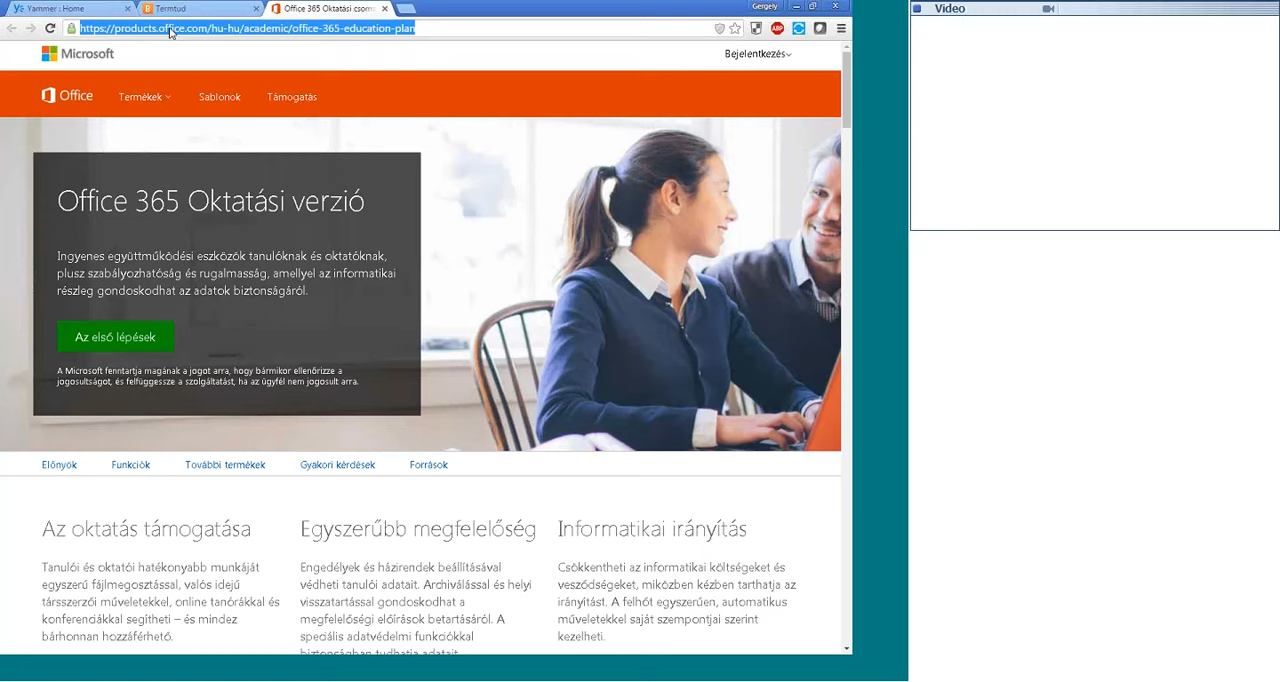 Yammer : Home
Termtud
Office 365 Oktatási csom
Gergely
https://products.office.com/hu-hu/academic/office-365-education-plan
ABP
Microsoft
Bejelentkezés
Office
Termékek
Sablonok
Támogatás
Office 365 Oktatási verzió
Ingyenes együttműködési eszközök tanulóknak és oktatóknak,
plusz szabályozhatóság és rugalmasság, amellyel az informatikai
részleg gondoskodhat az adatok biztonságáról.
Az első lépések
A Microsoft fenntartja magának a jogot arra, hogy bármikor ellenőrizze a
jogosultságot, és felfüggessze a szolgáltatást, ha az ügyfél nem jogosult arra.
Előnyök
Funkciók
További termékek
Gyakori kérdések
Források
Az oktatás támogatása
Tanulói és oktatói hatékonyabb munkáját
egyszerű fájlmegosztással, valós idejű
társszerzői műveletekkel, online tanórákkal és
konferenciákkal segítheti – és mindez
bárhonnan hozzáférhető.
Egyszerűbb megfelelőség
Engedélyek és házirendek beállításával
védheti tanulói adatait. Archiválással és helyi
visszatartással gondoskodhat a
megfelelőségi előírások betartásáról. A
speciális adatvédelmi funkciókkal
biztonságban tudhatja adatait.
Informatikai irányítás
Csökkentheti az informatikai költségeket és
vesződségeket, miközben kézben tarthatja az
irányítást. A felhőt egyszerűen, automatikus
műveletekkel saját szempontjai szerint
kezelheti.
Video